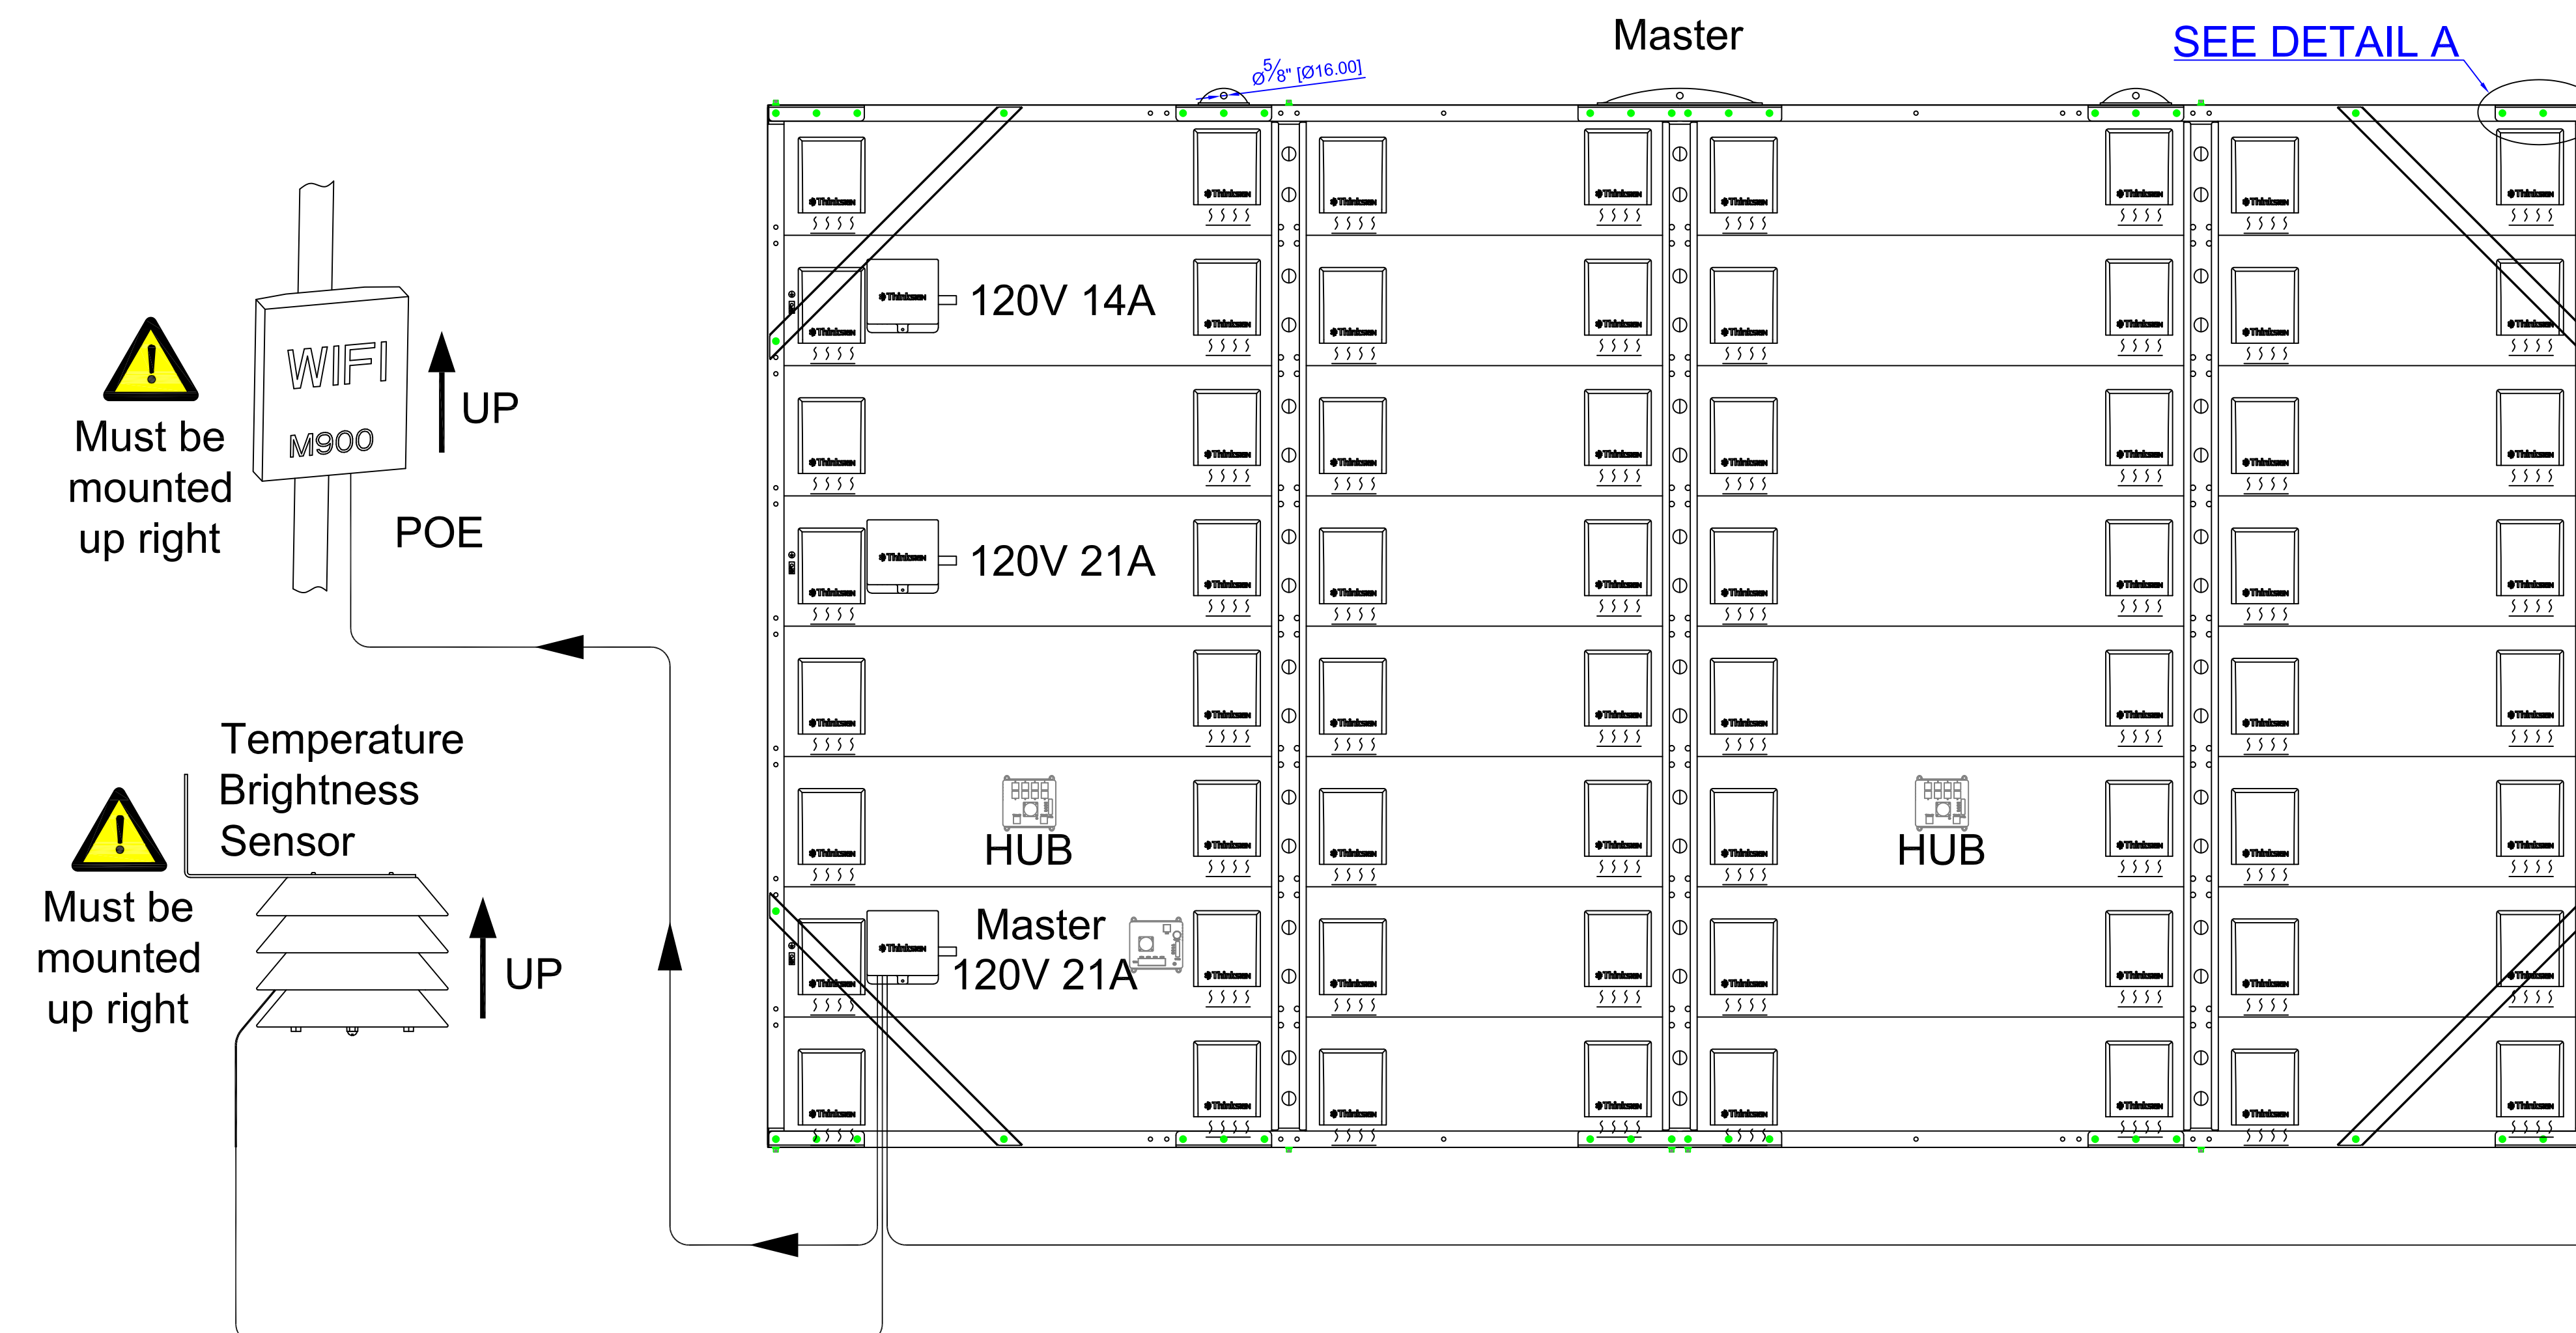 Master
SEE DETAIL A
Ø5/8" [Ø16.00]
WIFI
M900
UP
Must be
mounted
up right
POE
120V 14A
120V 21A
Temperature
Brightness
Sensor
Must be
mounted
up right
UP
HUB
HUB
Master
120V 21A